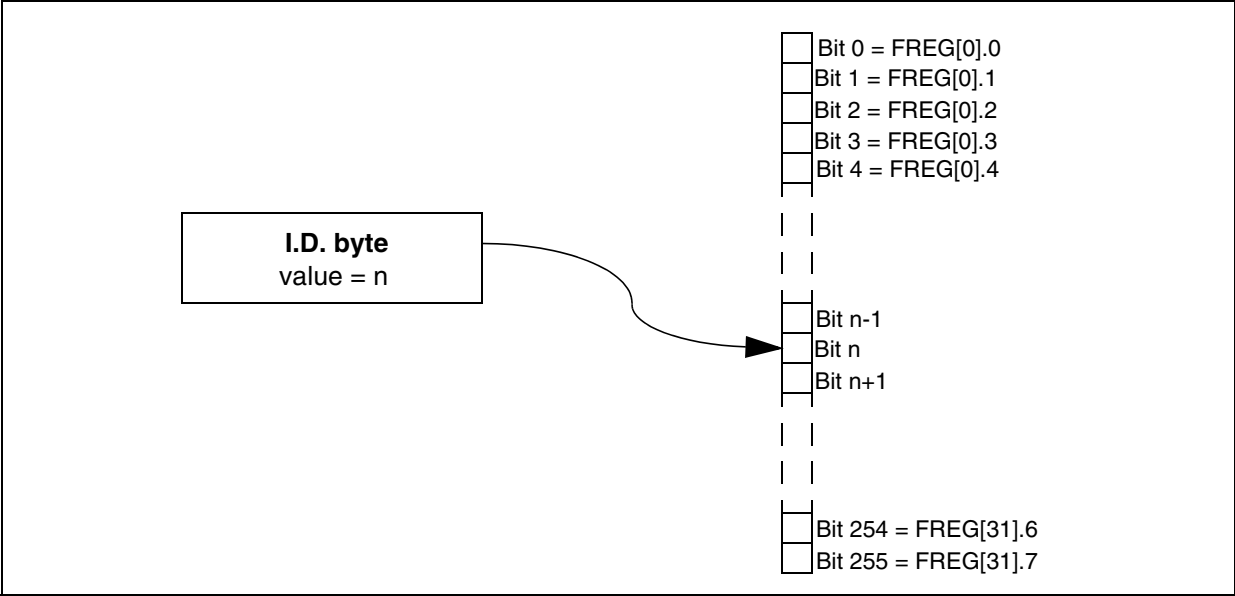 Bit 0 = FREG[0].0
Bit 1 = FREG[0].1
Bit 2 = FREG[0].2
Bit 3 = FREG[0].3
Bit 4 = FREG[0].4
I.D. byte
value = n
Bit n-1
Bit n
Bit n+1
Bit 254 = FREG[31].6
Bit 255 = FREG[31].7